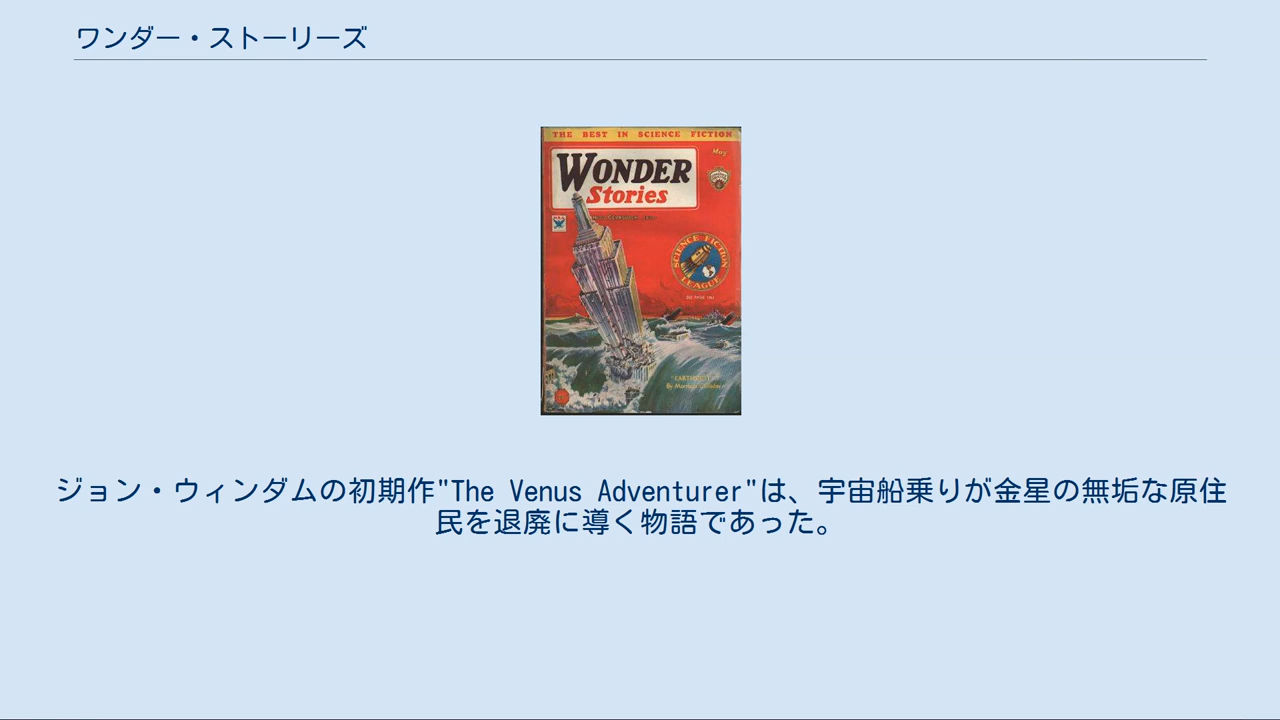 ワンダー・ストーリーズ
THE BEST IN SCIENCE FICTION
May
WONDER
Stories
SCIENCE FICTION
LEAGUE
By
ジョン・ウィンダムの初期作"The Venus Adventurer"は、宇宙船乗りが金星の無垢な原住
民を退廃に導く物語であった。